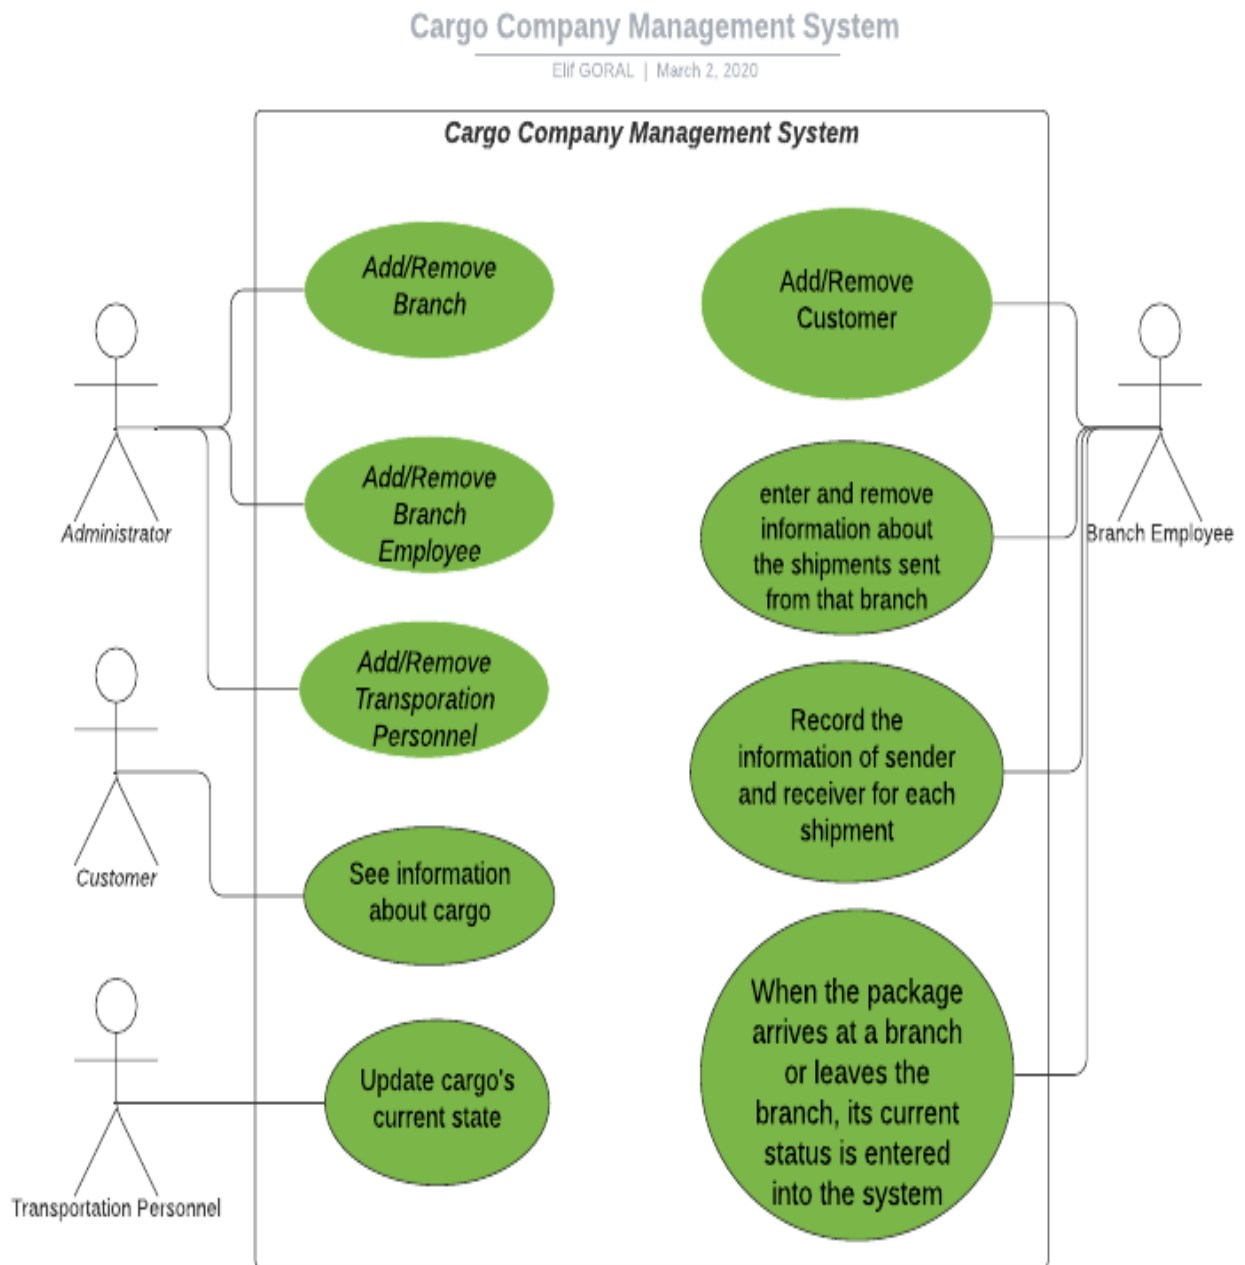 Cargo Company Management System
Elif GORAL | March 2, 2020
Cargo Company Management System
Add/Remove
Branch
Add/Remove
Customer
Administrator
Add/Remove
Branch
Employee
enter and remove
information about
the shipments sent
from that branch
Branch Employee
Add/Remove
Transporation
Personnel
Record the
information of sender
and receiver for each
shipment
Customer
See information
about cargo
When the package
arrives at a branch
or leaves the
branch, its current
status is entered
into the system
Update cargo's
current state
Transportation Personnel